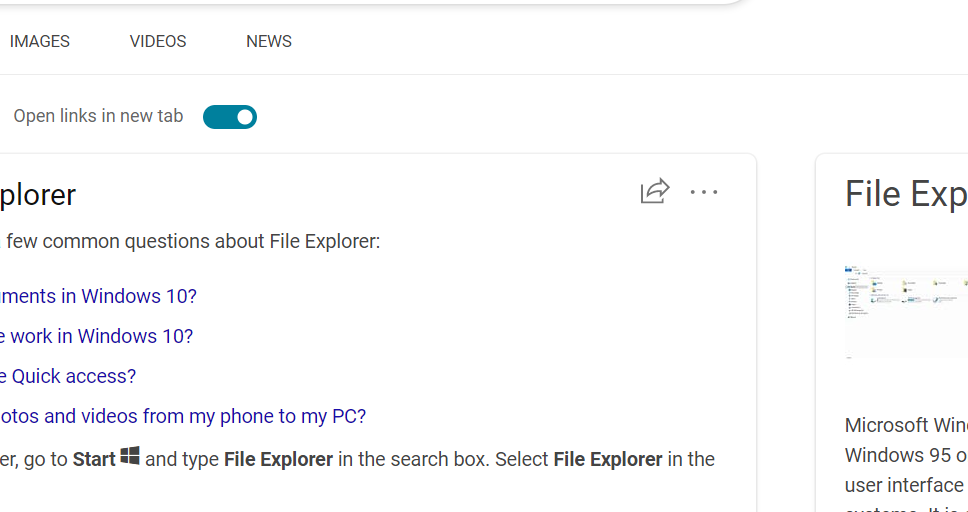 IMAGES VIDEOS NEWS
Open links in new tab
plorer
few common questions about File Explorer:
uments in Windows 10?
e work in Windows 10?
e Quick access?
otos and videos from my phone to my PC?
er, go to Start and type File Explorer in the search box. Select File Explorer in the
File Exp
Microsoft Win
Windows 95 o
user interface